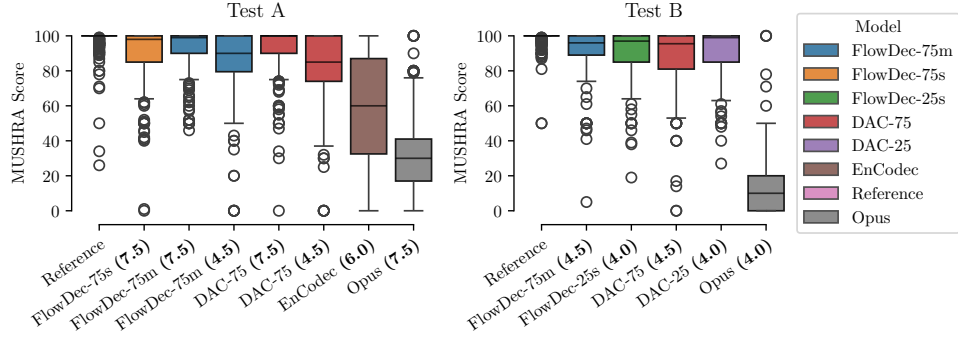 Test A
MUSHRA Score
100
80
60
40
20
0
Reference
FlowDec-75s (7.5)
FlowDec-75m (7.5)
FlowDec-75m (4.5)
DAC-75 (7.5)
DAC-75 (4.5)
EnCodec (6.0)
Opus (7.5)
Test B
MUSHRA Score
100
80
60
40
20
0
Reference
FlowDec-75m (4.5)
FlowDec-25s (4.0)
DAC-75 (4.5)
DAC-25 (4.0)
Opus (4.0)
Model
FlowDec-75m
FlowDec-75s
FlowDec-25s
DAC-75
DAC-25
EnCodec
Reference
Opus